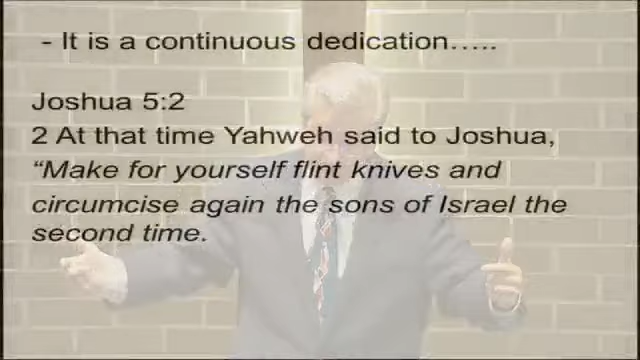 - It is a continuous dedication.....
Joshua 5:2
2 At that time Yahweh said to Joshua,
“Make for yourself flint knives and
circumcise again the sons of Israel the
second time.